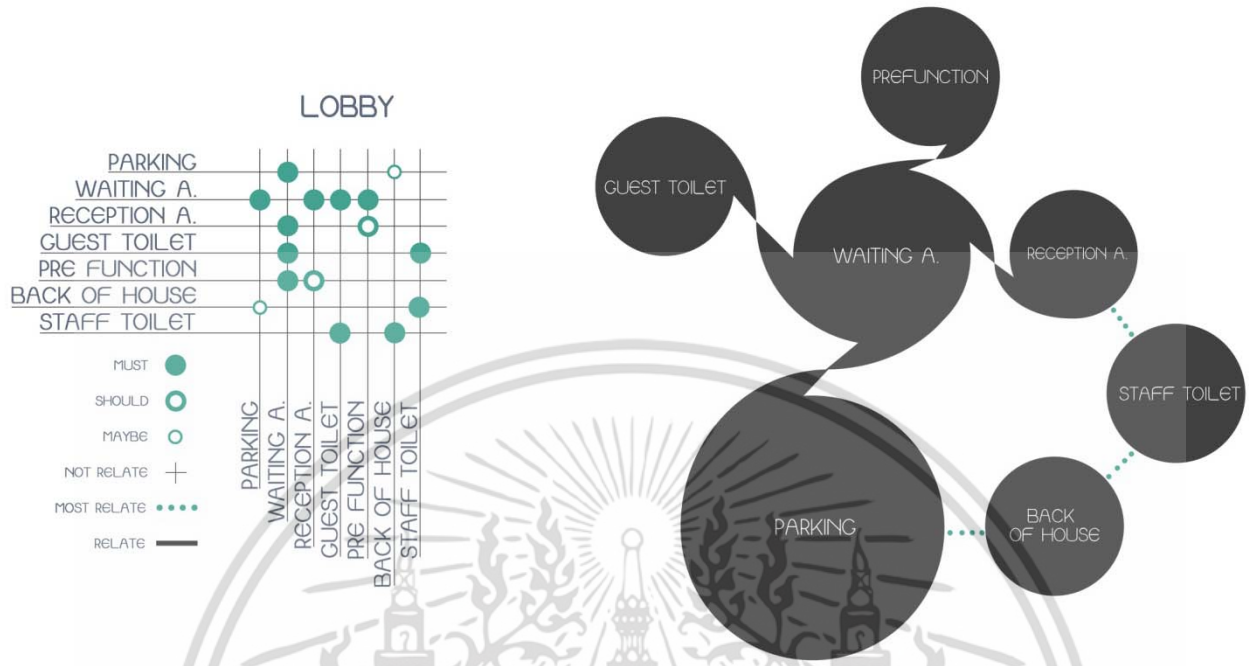 LOBBY
PARKING
WAITING A.
RECEPTION A.
GUEST TOILET
PRE FUNCTION
BACK OF HOUSE
STAFF TOILET
PARKING
WAITING A.
RECEPTION A.
GUEST TOILET
PRE FUNCTION
BACK OF HOUSE
STAFF TOILET
MUST
SHOULD
MAYBE
NOT RELATE
MOST RELATE
RELATE
PREFUNCTION
GUEST TOILET
WAITING A.
RECEPTION A.
STAFF TOILET
PARKING
BACK
OF HOUSE